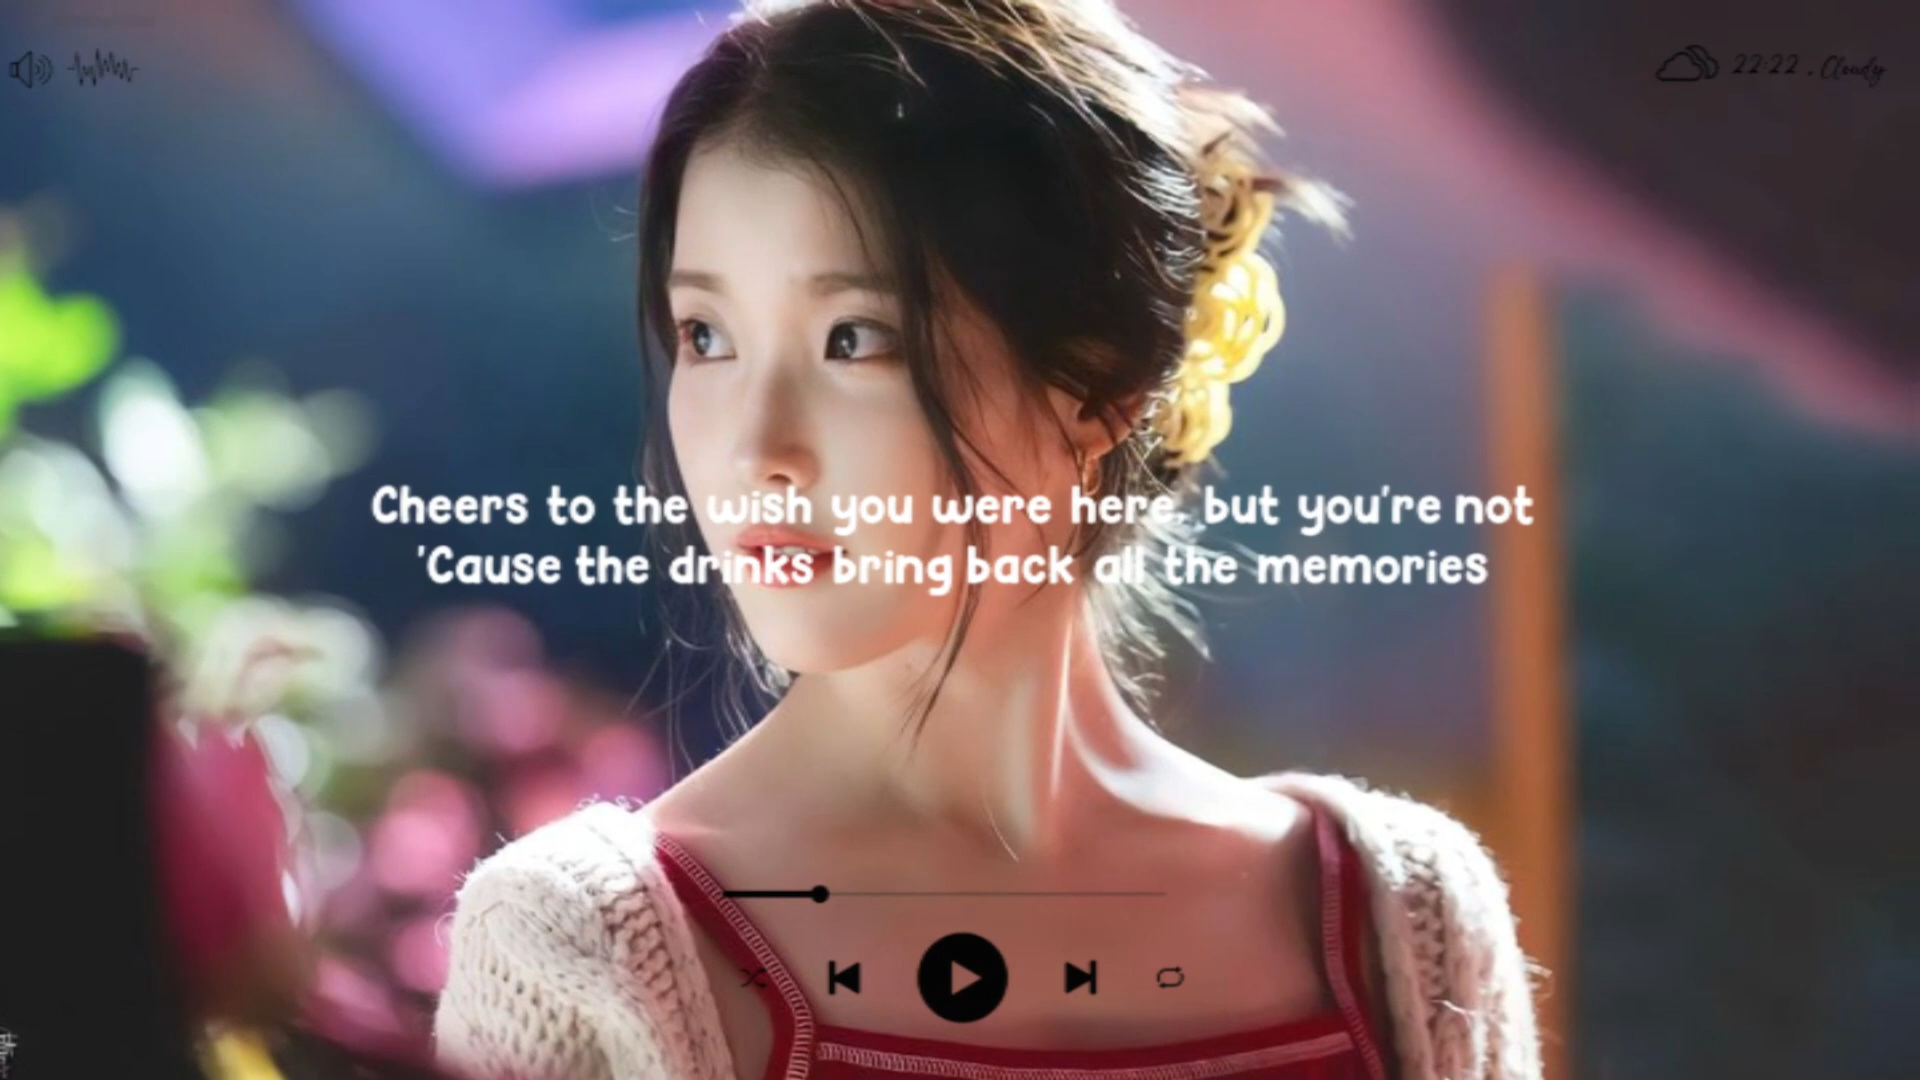 22:22 . Cloudy
Cheers to the wish you were here, but you're not
'Cause the drinks bring back all the memories